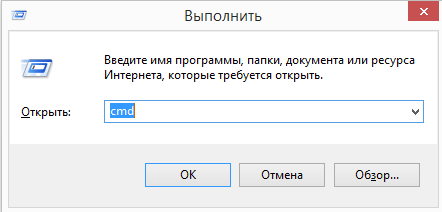 Выполнить
Введите имя программы, папки, документа или ресурса
Интернета, которые требуется открыть.
Открыть: cmd
ОК Отмена Обзор...